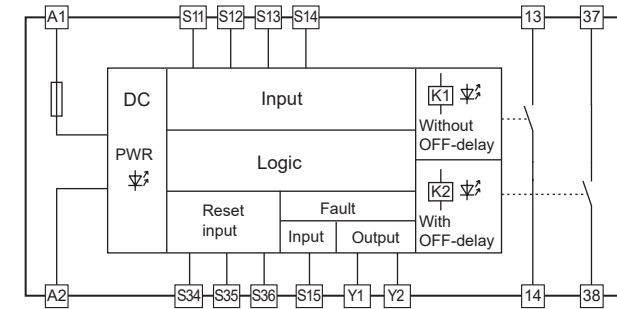 A1 S11 S12 S13 S14 13 37
DC
Input
K1
Without
OFF-delay
PWR
Logic
K2
With
OFF-delay
Reset
input
Fault
Input Output
A2 S34 S35 S36 S15 Y1 Y2 14 38